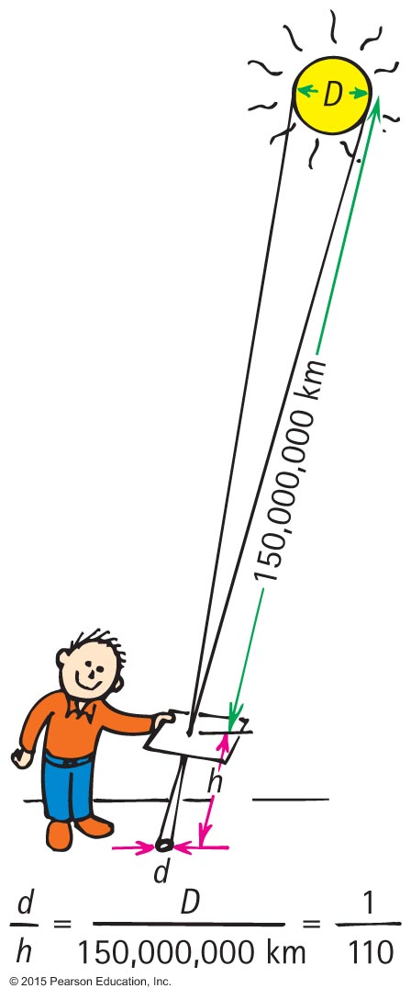 D
150,000,000 km
h
d
d/h = D/150,000,000 km = 1/110
© 2015 Pearson Education, Inc.